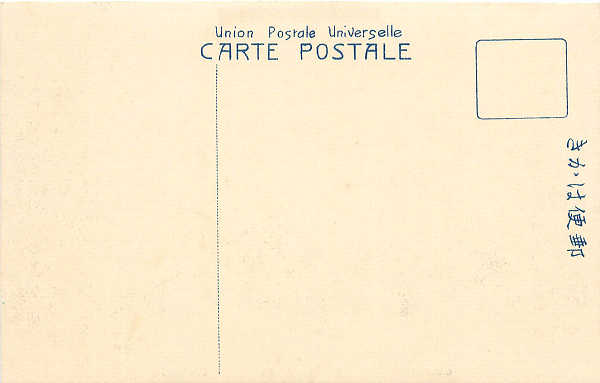 Union Postale Universelle
CARTE POSTALE
きがは便郵